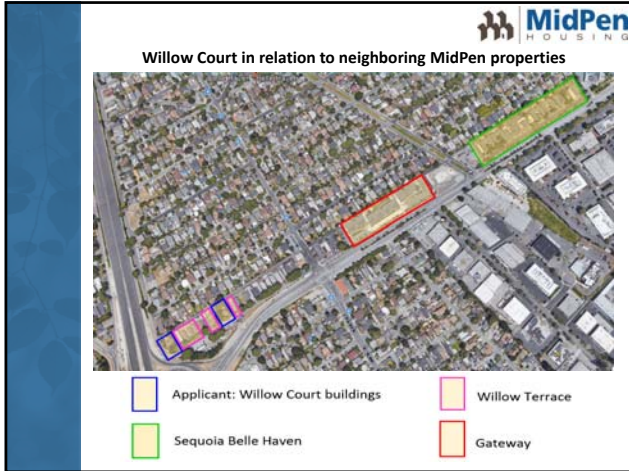 MidPen
HOUSING
Willow Court in relation to neighboring MidPen properties
Applicant: Willow Court buildings
Willow Terrace
Sequoia Belle Haven
Gateway